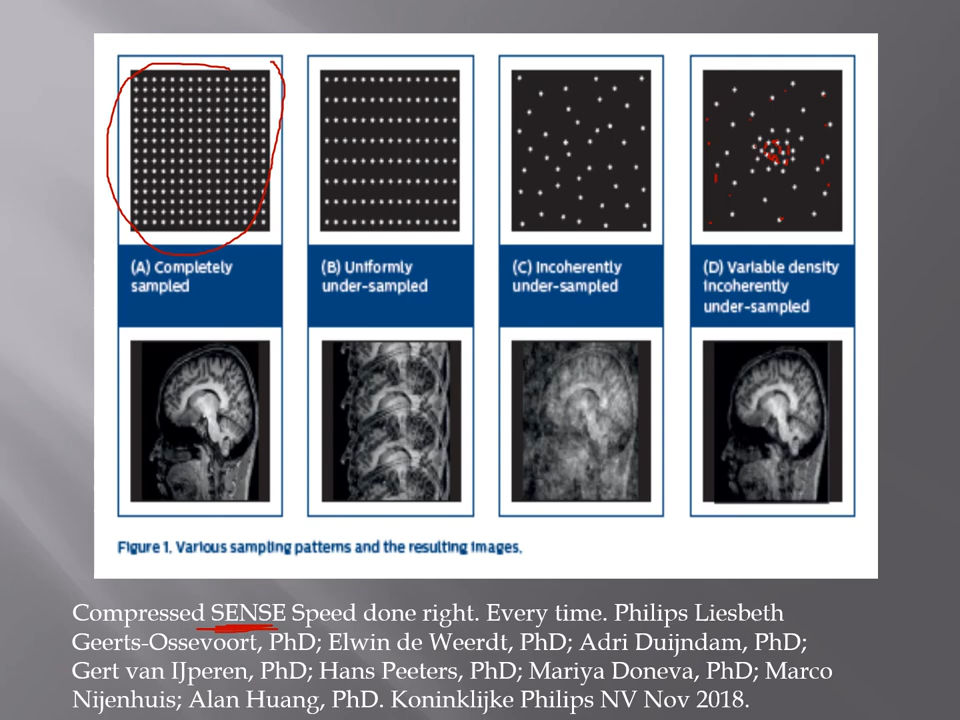 (A) Completely
sampled
(B) Uniformly
under-sampled
(C) Incoherently
under-sampled
(D) Variable density
incoherently
under-sampled
Figure 1. Various sampling patterns and the resulting images.
Compressed SENSE Speed done right. Every time. Philips Liesbeth
Geerts-Ossevoort, PhD; Elwin de Weerdt, PhD; Adri Duijndam, PhD;
Gert van IJperen, PhD; Hans Peeters, PhD; Mariya Doneva, PhD; Marco
Nijenhuis; Alan Huang, PhD. Koninklijke Philips NV Nov 2018.